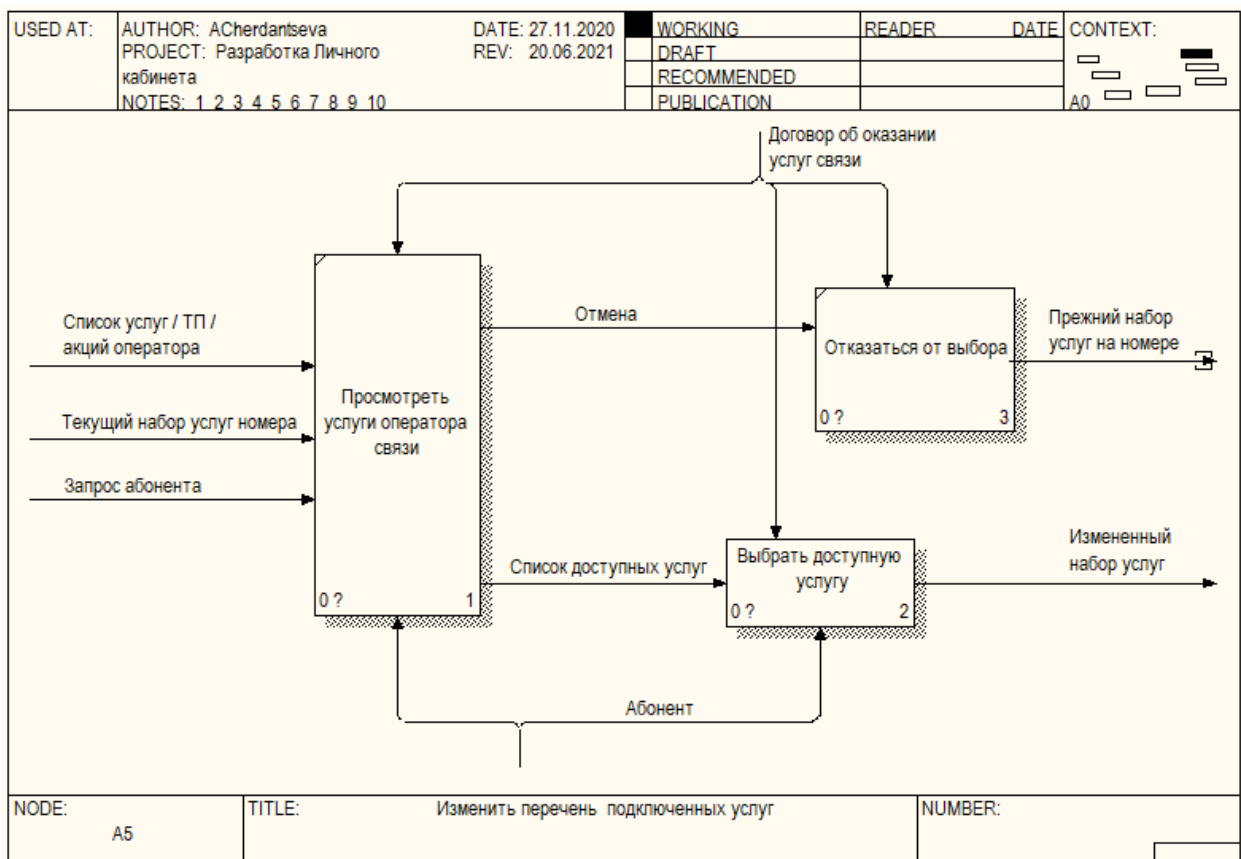 USED AT:
AUTHOR: ACherdantseva
DATE: 27.11.2020
PROJECT: Разработка Личного
REV: 20.06.2021
кабинета
NOTES: 1 2 3 4 5 6 7 8 9 10
WORKING
DRAFT
RECOMMENDED
PUBLICATION
READER
DATE
CONTEXT:
A0
Договор об оказании
услуг связи
Список услуг / ТП /
акций оператора
Текущий набор услуг номера
Запрос абонента
Просмотреть
услуги оператора
связи
0 ?
1
Отмена
Отказаться от выбора
0 ?
3
Прежний набор
услуг на номере
Список доступных услуг
Выбрать доступную
услугу
0 ?
2
Измененный
набор услуг
Абонент
NODE:
A5
TITLE:
Изменить перечень подключенных услуг
NUMBER: